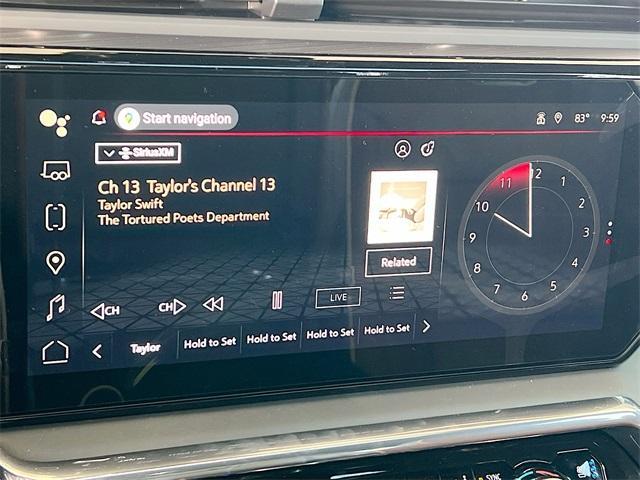 Start navigation
83° 9:59
SiriusXM
Ch 13 Taylor's Channel 13
Taylor Swift
The Tortured Poets Department
Related
CH CH LIVE
Taylor Hold to Set Hold to Set Hold to Set Hold to Set
12
1
2
3
4
5
6
7
8
9
10
11
SYNC